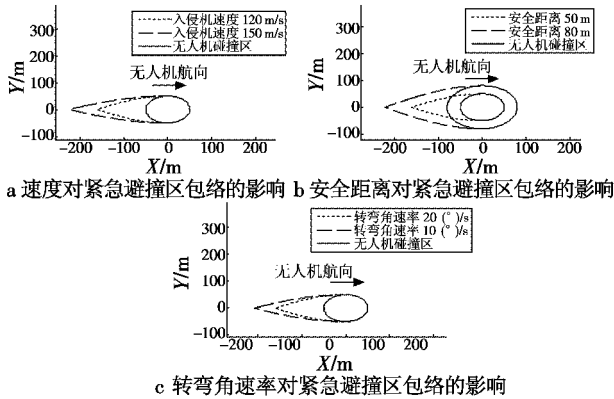 入侵机速度 120 m/s
入侵机速度 150 m/s
无人机碰撞区
无人机航向
300
200
100
0
−100
Y/m
−200 −100 0 100 200
X/m
a 速度对紧急避撞区包络的影响
安全距离 50 m
安全距离 80 m
无人机碰撞区
无人机航向
300
200
100
0
−100
Y/m
−200 −100 0 100 200
X/m
b 安全距离对紧急避撞区包络的影响
转弯角速率 20 (°)/s
转弯角速率 10 (°)/s
无人机碰撞区
无人机航向
300
200
100
0
−100
Y/m
−200 −100 0 100 200
X/m
c 转弯角速率对紧急避撞区包络的影响